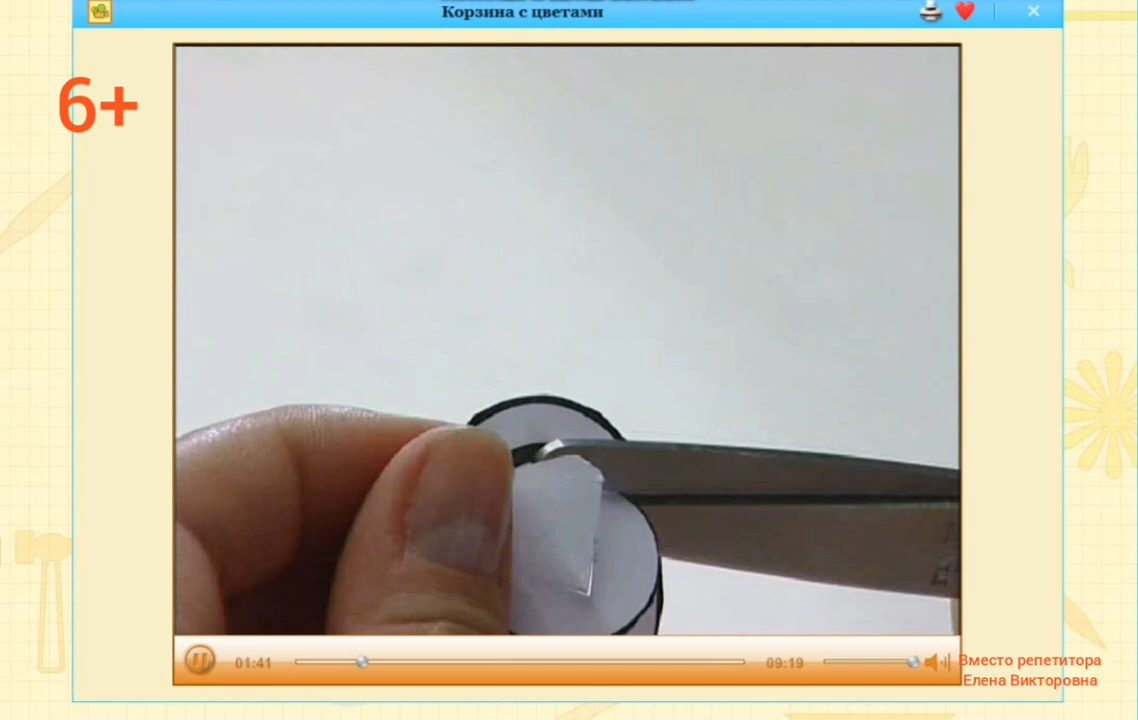 Корзина с цветами
6+
01:41
09:19
Вместо репетитора
Елена Викторовна